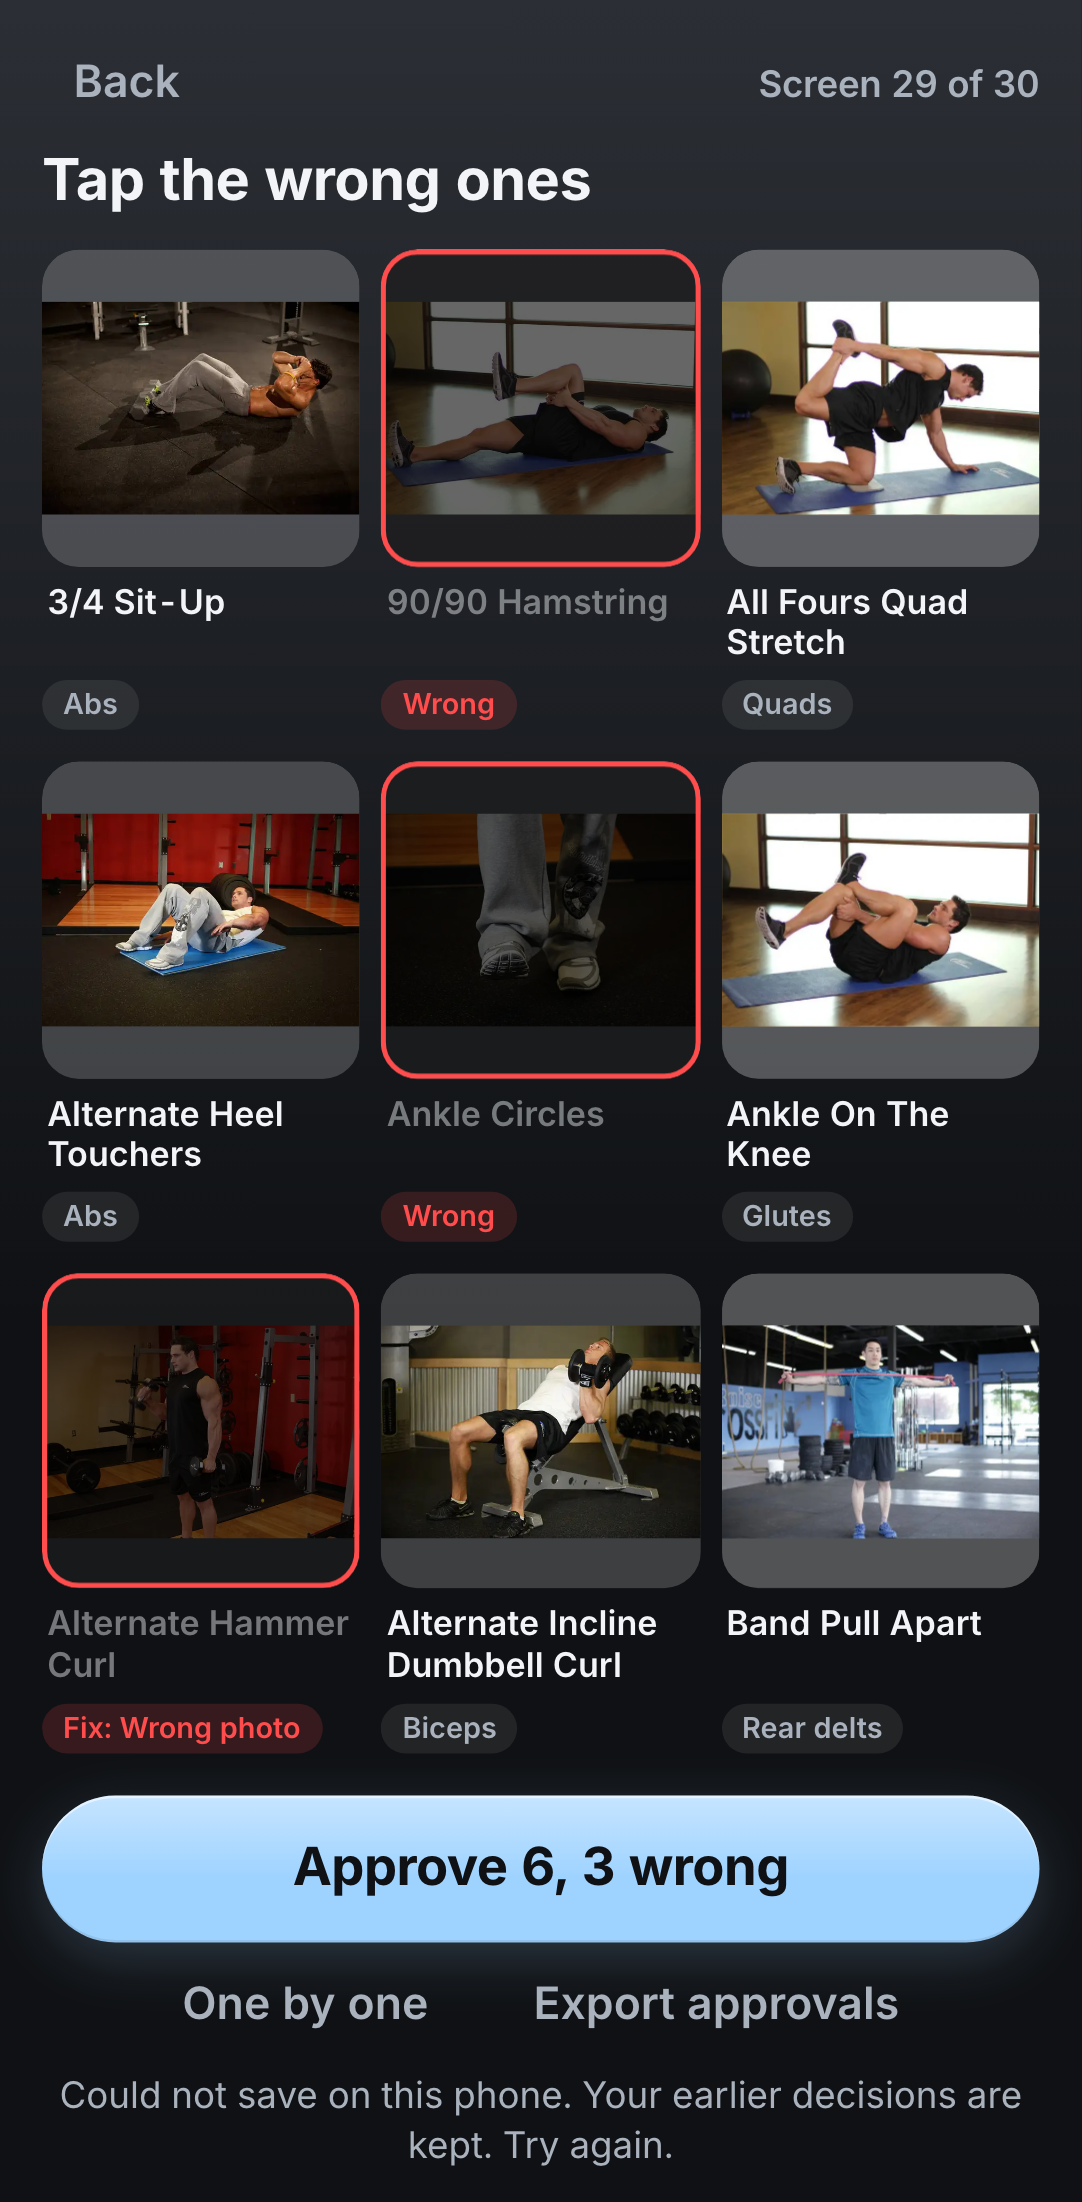 Back
Screen 29 of 30
Tap the wrong ones
3/4 Sit-Up
90/90 Hamstring
All Fours Quad
Stretch
Abs
Wrong
Quads
Alternate Heel
Touchers
Ankle Circles
Ankle On The
Knee
Abs
Wrong
Glutes
Alternate Hammer
Curl
Alternate Incline
Dumbbell Curl
Band Pull Apart
Fix: Wrong photo
Biceps
Rear delts
Approve 6, 3 wrong
One by one
Export approvals
Could not save on this phone. Your earlier decisions are
kept. Try again.